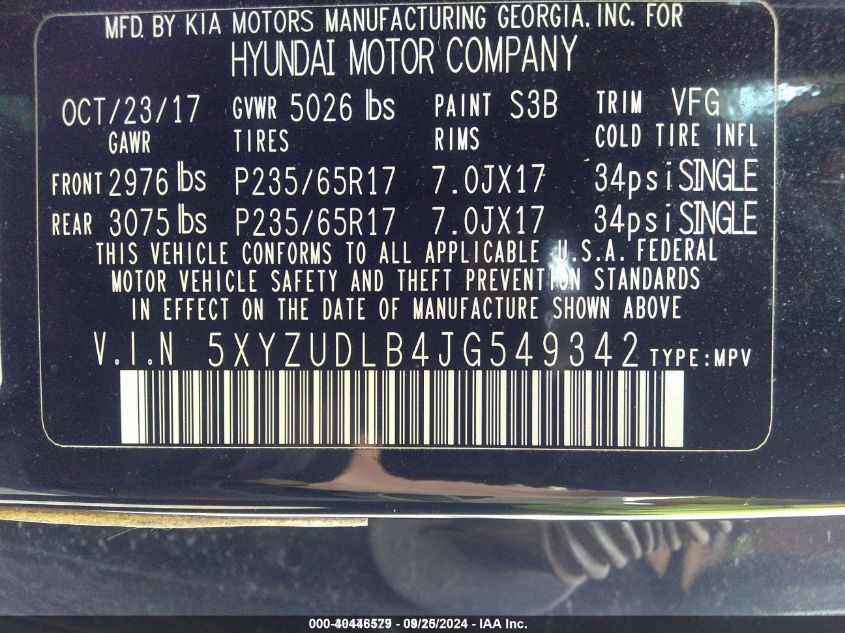 MFD. BY KIA MOTORS MANUFACTURING GEORGIA. INC. FOR
HYUNDAI MOTOR COMPANY
OCT/23/17 GVWR 5026 lbs PAINT S3B TRIM VFG
GAWR TIRES RIMS COLD TIRE INFL
FRONT 2976 lbs P235/65R17 7.0JX17 34psi SINGLE
REAR 3075 lbs P235/65R17 7.0JX17 34psi SINGLE
THIS VEHICLE CONFORMS TO ALL APPLICABLE U.S.A. FEDERAL
MOTOR VEHICLE SAFETY AND THEFT PREVENTION STANDARDS
IN EFFECT ON THE DATE OF MANUFACTURE SHOWN ABOVE
V.I.N 5XYZUDLB4JG549342 TYPE:MPV
- IAA Inc.